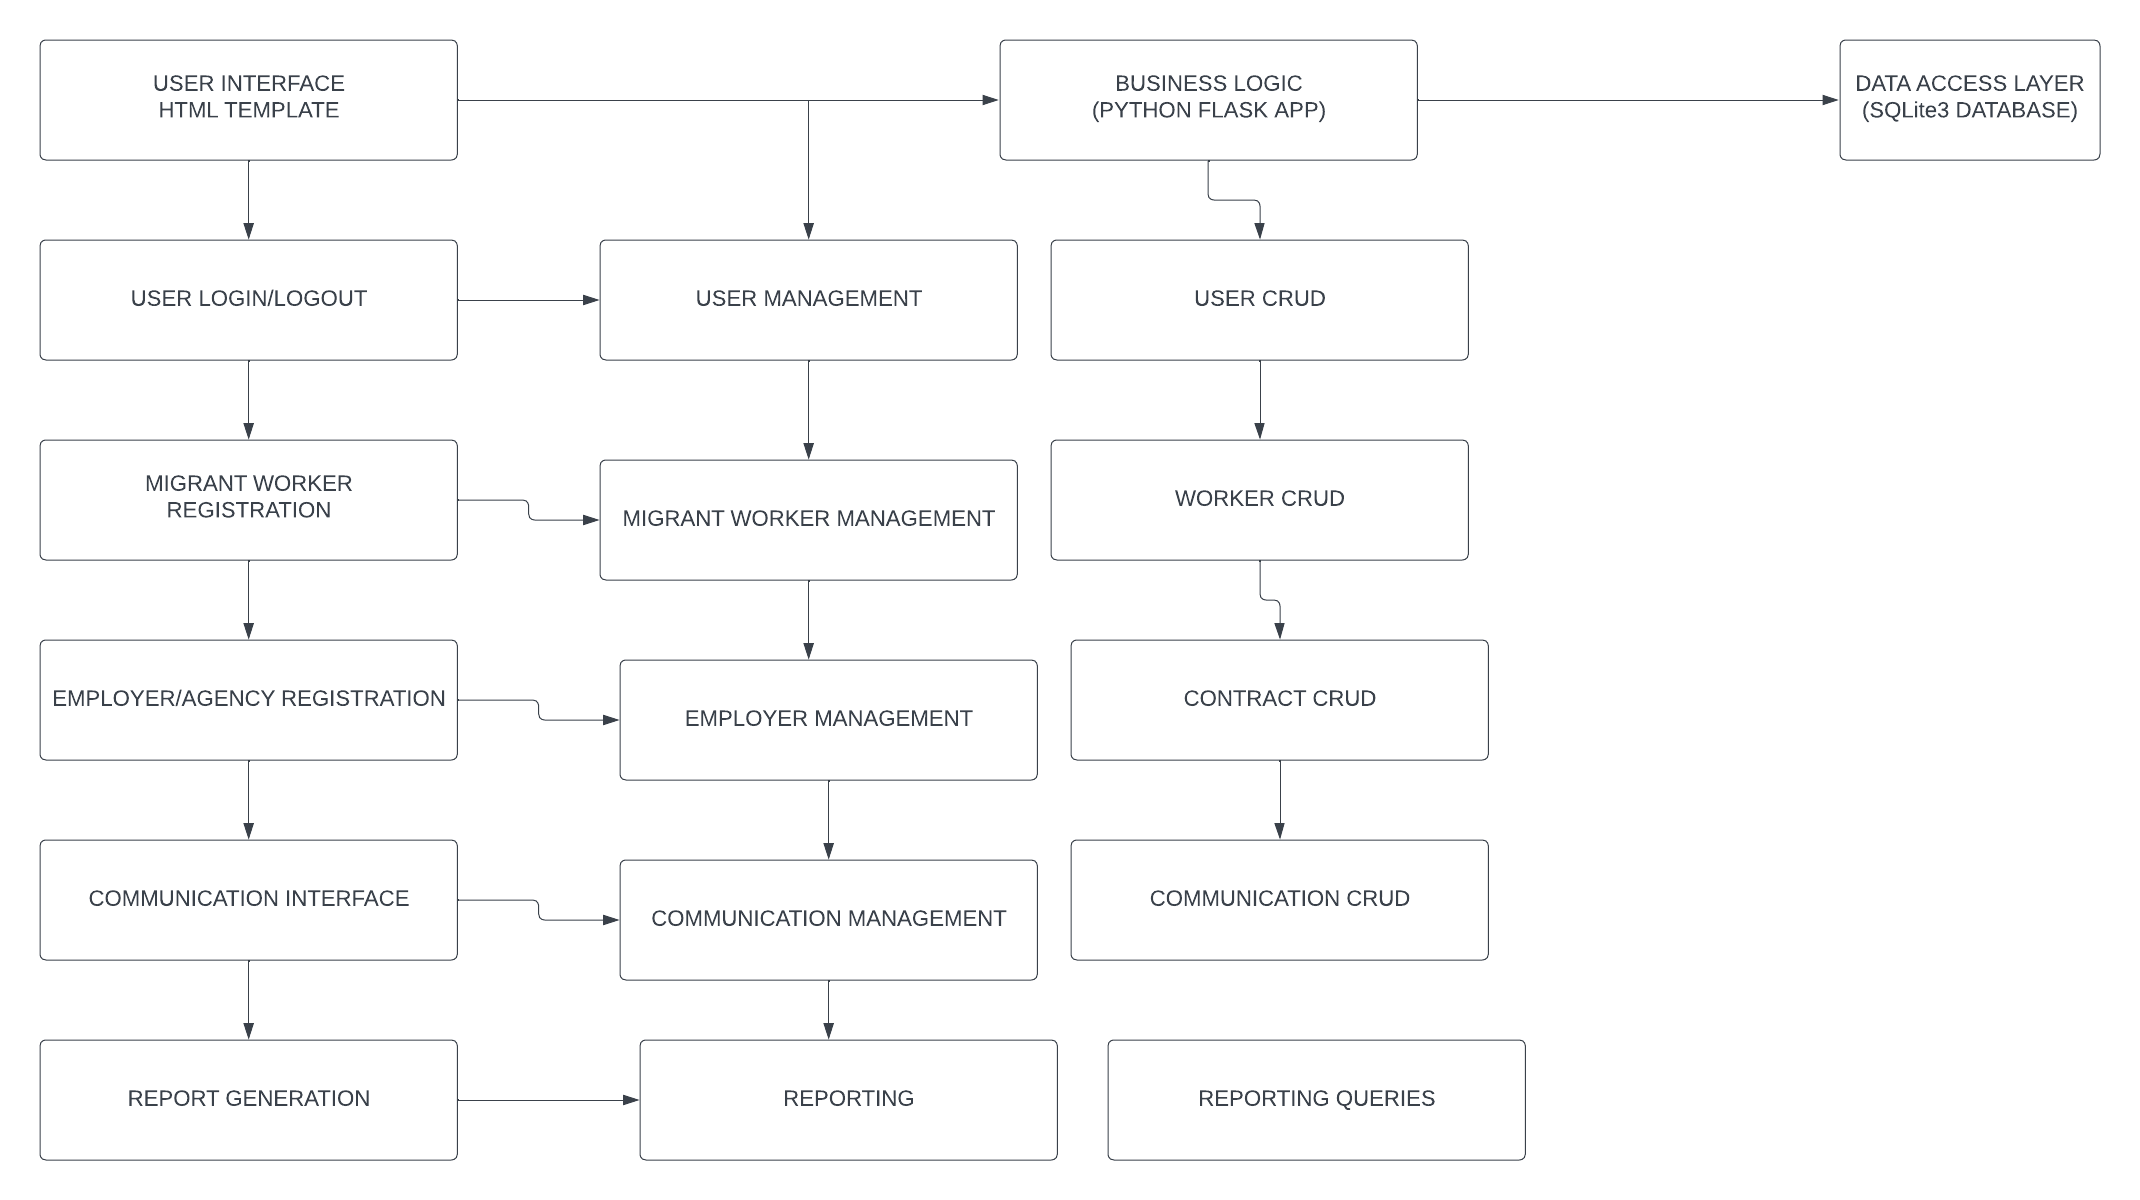 USER INTERFACE
HTML TEMPLATE
BUSINESS LOGIC
(PYTHON FLASK APP)
DATA ACCESS LAYER
(SQLite3 DATABASE)
USER LOGIN/LOGOUT
USER MANAGEMENT
USER CRUD
MIGRANT WORKER
REGISTRATION
MIGRANT WORKER MANAGEMENT
WORKER CRUD
EMPLOYER/AGENCY REGISTRATION
EMPLOYER MANAGEMENT
CONTRACT CRUD
COMMUNICATION INTERFACE
COMMUNICATION MANAGEMENT
COMMUNICATION CRUD
REPORT GENERATION
REPORTING
REPORTING QUERIES